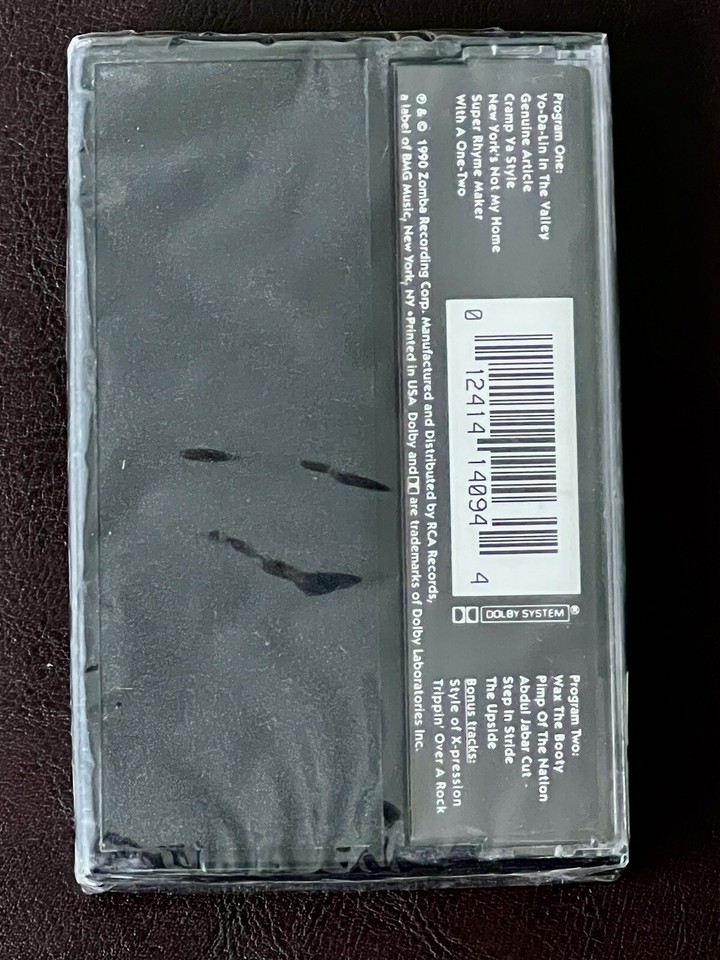 Program One:
Yo-Da-Lin In The Valley
Genuine Article
Cramp Ya Style
New York's Not My Home
Super Rhyme Maker
With A One-Two
0 12414 14094 4
DOLBY SYSTEM®
Program Two:
Wax The Booty
Pimp Of The Nation
Abdul Jabar Cut
Step In Stride
The Upside
Bonus tracks:
Style of X-pression
Trippin' Over A Rock
℗ & © 1990 Zomba Recording Corp. Manufactured and Distributed by RCA Records,
a label of BMG Music, New York, NY •Printed in USA Dolby and are trademarks of Dolby Laboratories Inc.